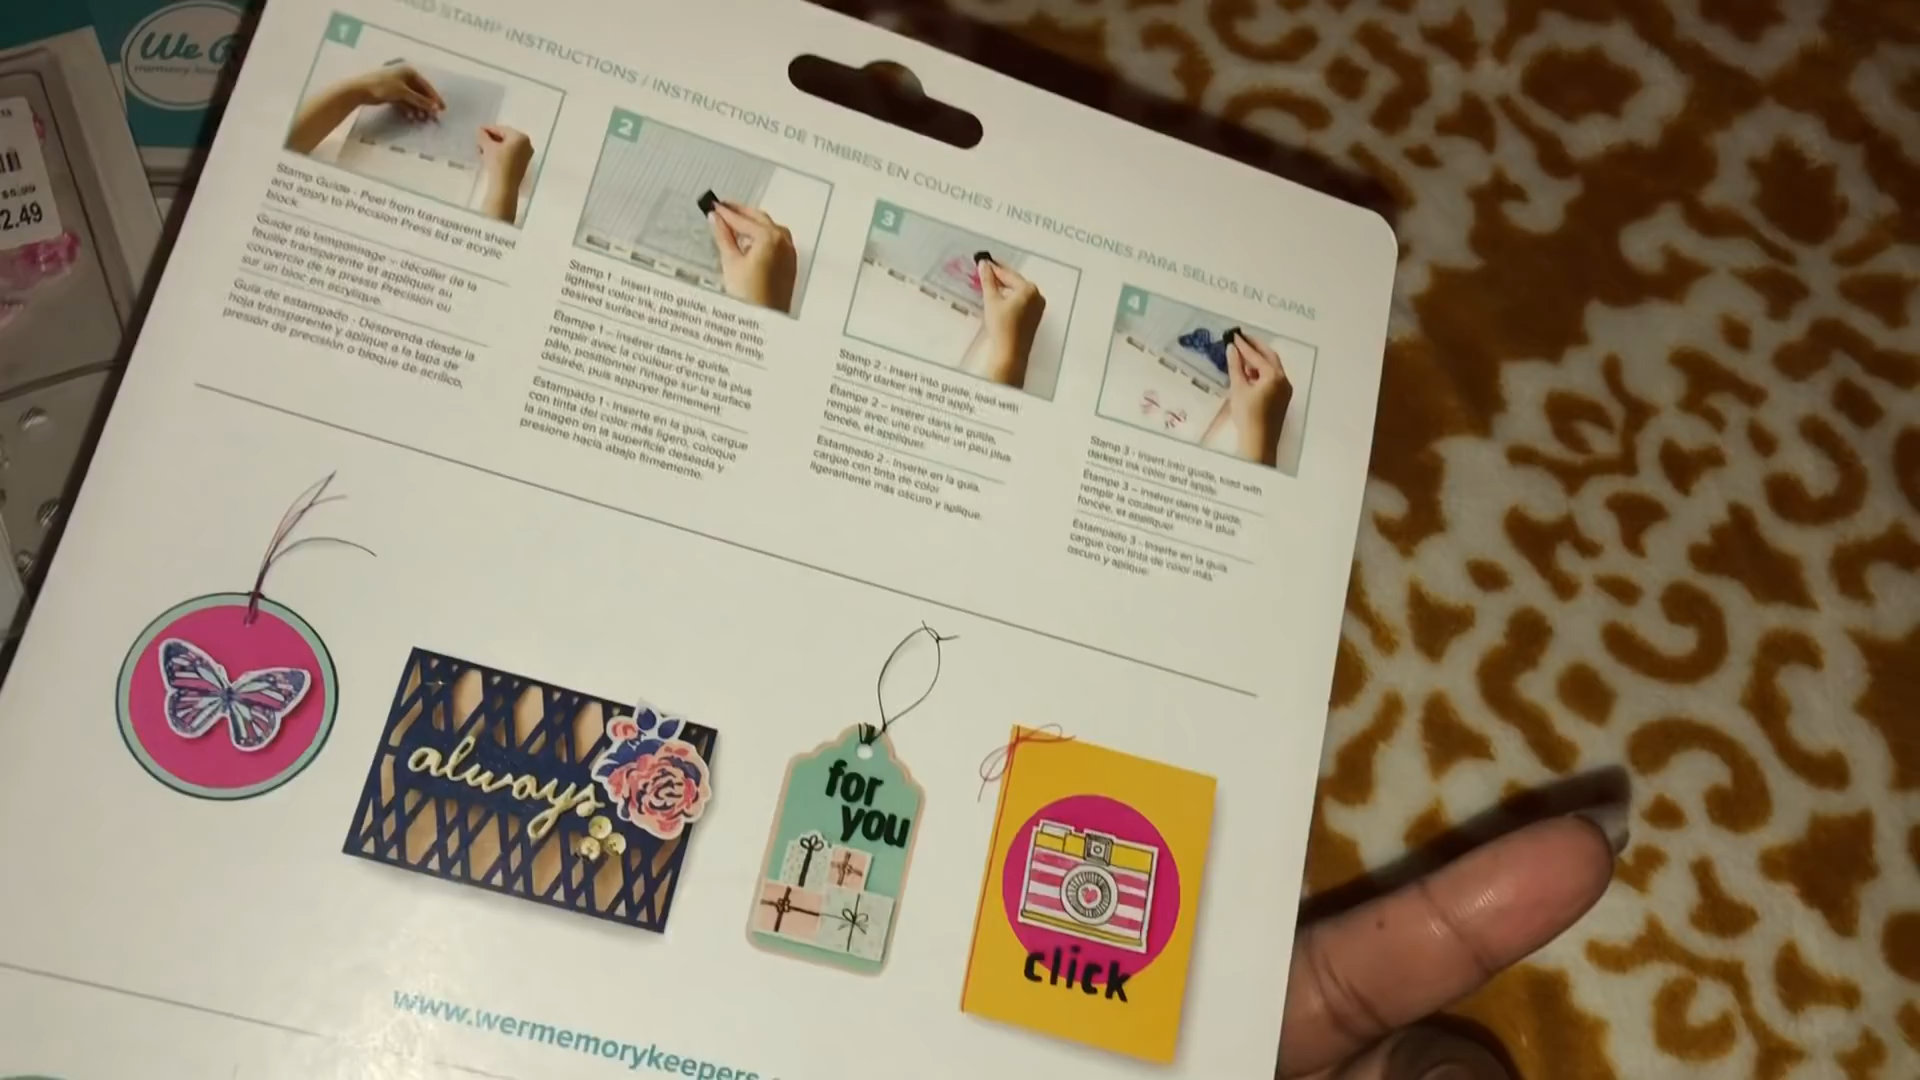 We R
STAMP INSTRUCTIONS / INSTRUCTIONS DE TIMBRES EN COUCHES / INSTRUCCIONES PARA SELLOS EN CAPAS
1
Stamp Guide - Peel from transparent sheet
and apply to Precision Press lid or acrylic
block.
Guide de tamponnage – décoller de la
feuille transparente et appliquer au
couvercle de la presse Precision ou
sur un bloc en acrylique.
Guía de estampado - Desprenda desde la
hoja transparente y aplique a la tapa de
presión de precisión o bloque de acrílico.
2
Stamp 1 - Insert into guide, load with
lightest color ink, position image onto
desired surface and press down firmly.
Étampe 1 – insérer dans le guide,
remplir avec la couleur d'encre la plus
pâle, positionner l'image sur la surface
désirée, puis appuyer fermement.
Estampado 1 - Inserte en la guía, cargue
con tinta del color más ligero, coloque
la imagen en la superficie deseada y
presione hacia abajo firmemente.
3
Stamp 2 - Insert into guide, load with
slightly darker ink and apply.
Étampe 2 – insérer dans le guide,
remplir avec une couleur un peu plus
foncée, et appliquer.
Estampado 2 - Inserte en la guía,
cargue con tinta de color
ligeramente más oscuro y aplique.
4
Stamp 3 - Insert into guide, load with
darkest ink color and apply.
Étampe 3 – insérer dans le guide,
remplir la couleur d'encre la plus
foncée, et appliquer.
Estampado 3 - Inserte en la guía,
cargue con tinta de color más
oscuro y aplique.
$5.99
2.49
always
for
you
click
www.wermemorykeepers